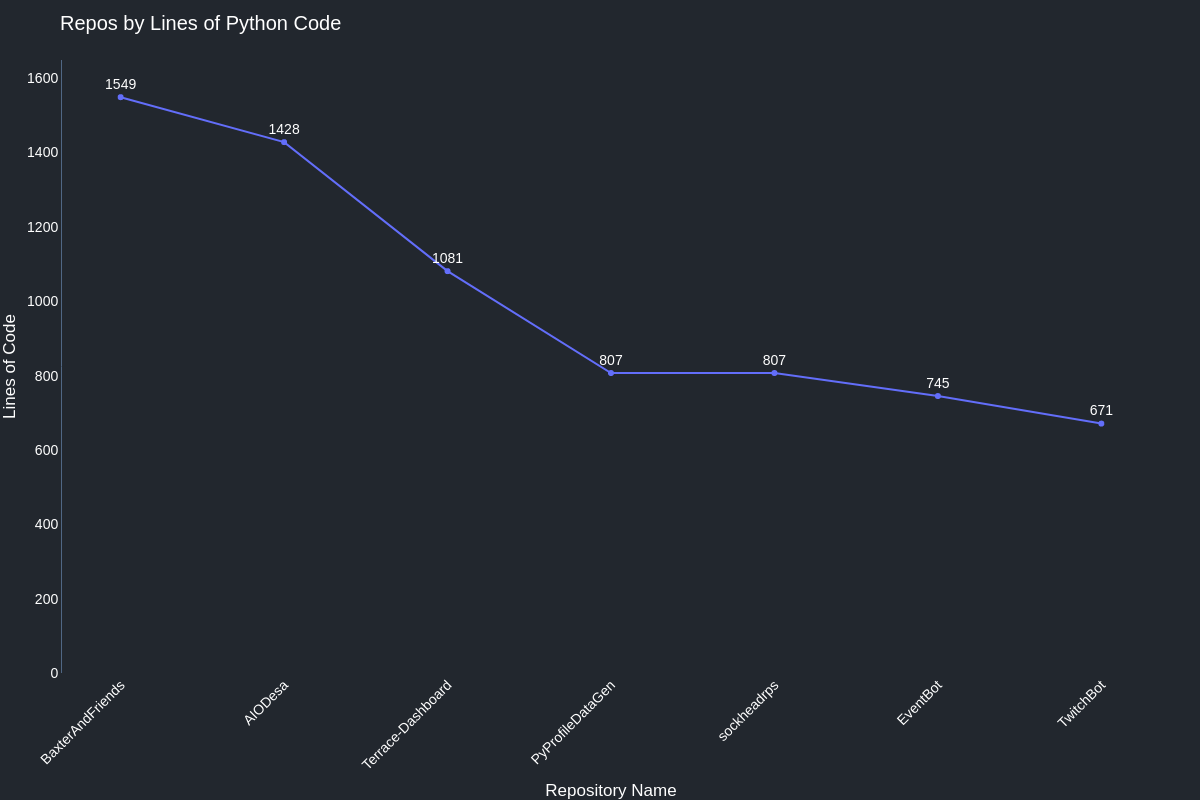 Repos by Lines of Python Code
1600
1400
1200
1000
800
600
400
200
0
Lines of Code
1549
1428
1081
807
807
745
671
BaxterAndFriends
AIODesa
Terrace-Dashboard
PyProfileDataGen
sockheadrps
EventBot
TwitchBot
Repository Name